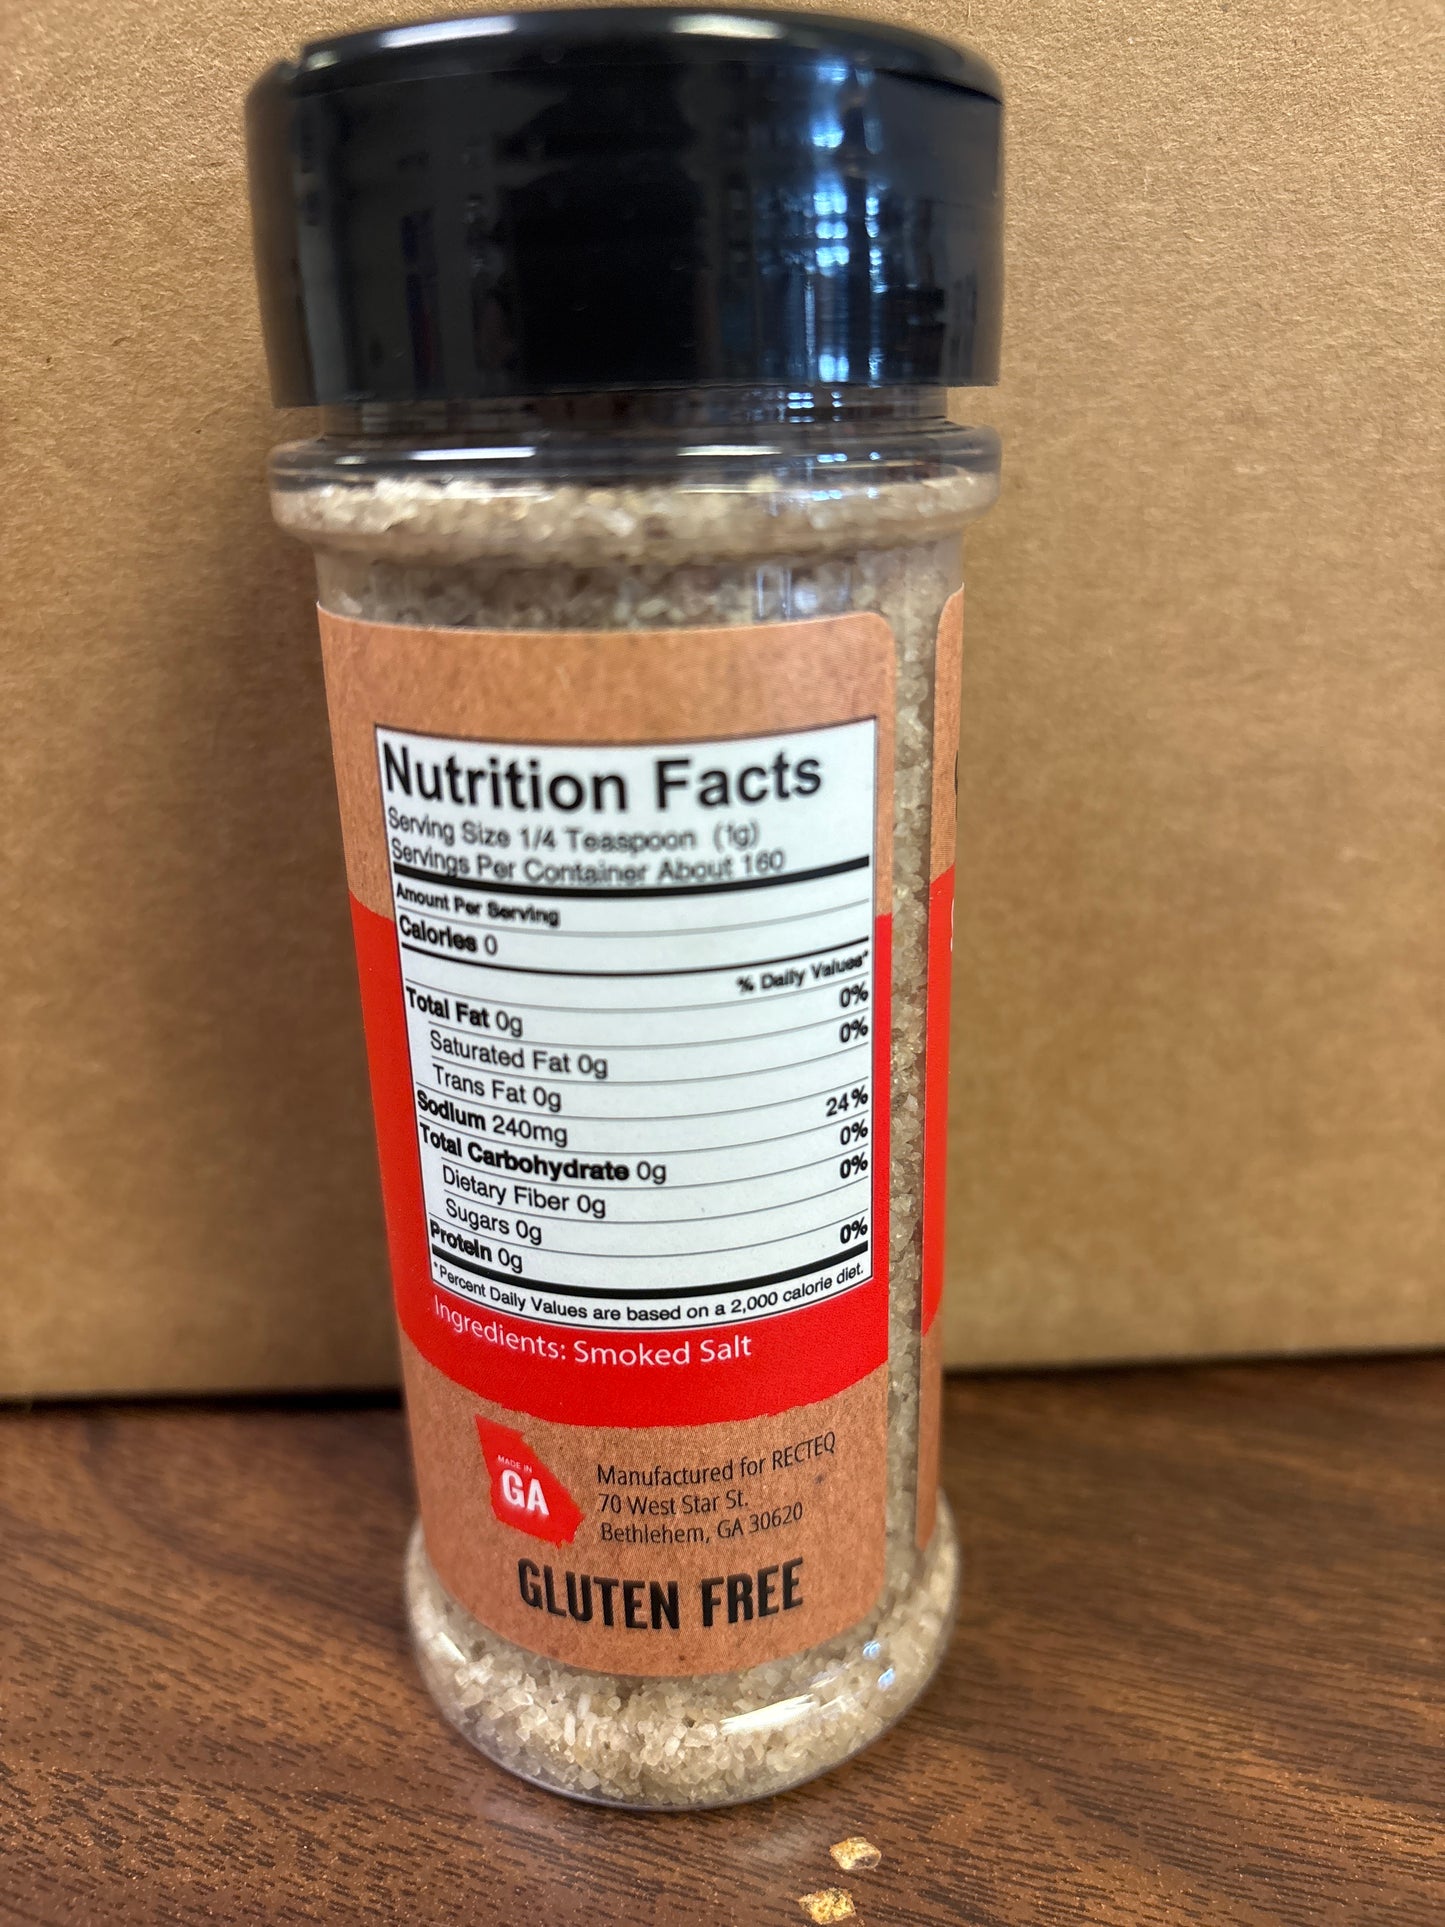 Nutrition Facts
Serving Size 1/4 Teaspoon (1g)
Servings Per Container About 160
Amount Per Serving
Calories 0
% Daily Values*
Total Fat 0g 0%
Saturated Fat 0g 0%
Trans Fat 0g
Sodium 240mg 24%
Total Carbohydrate 0g 0%
Dietary Fiber 0g 0%
Sugars 0g
Protein 0g 0%
*Percent Daily Values are based on a 2,000 calorie diet.
Ingredients: Smoked Salt
MADE IN
GA
Manufactured for RECTEQ
70 West Star St.
Bethlehem, GA 30620
GLUTEN FREE